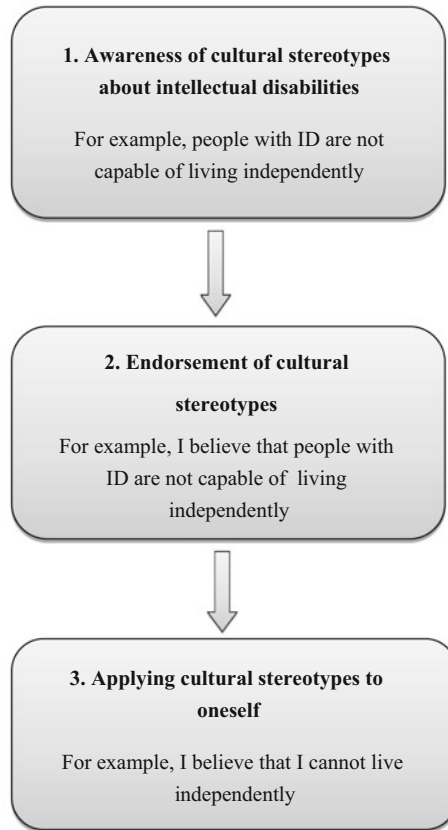 1. Awareness of cultural stereotypes
about intellectual disabilities
For example, people with ID are not
capable of living independently
2. Endorsement of cultural
stereotypes
For example, I believe that people with
ID are not capable of living
independently
3. Applying cultural stereotypes to
oneself
For example, I believe that I cannot live
independently